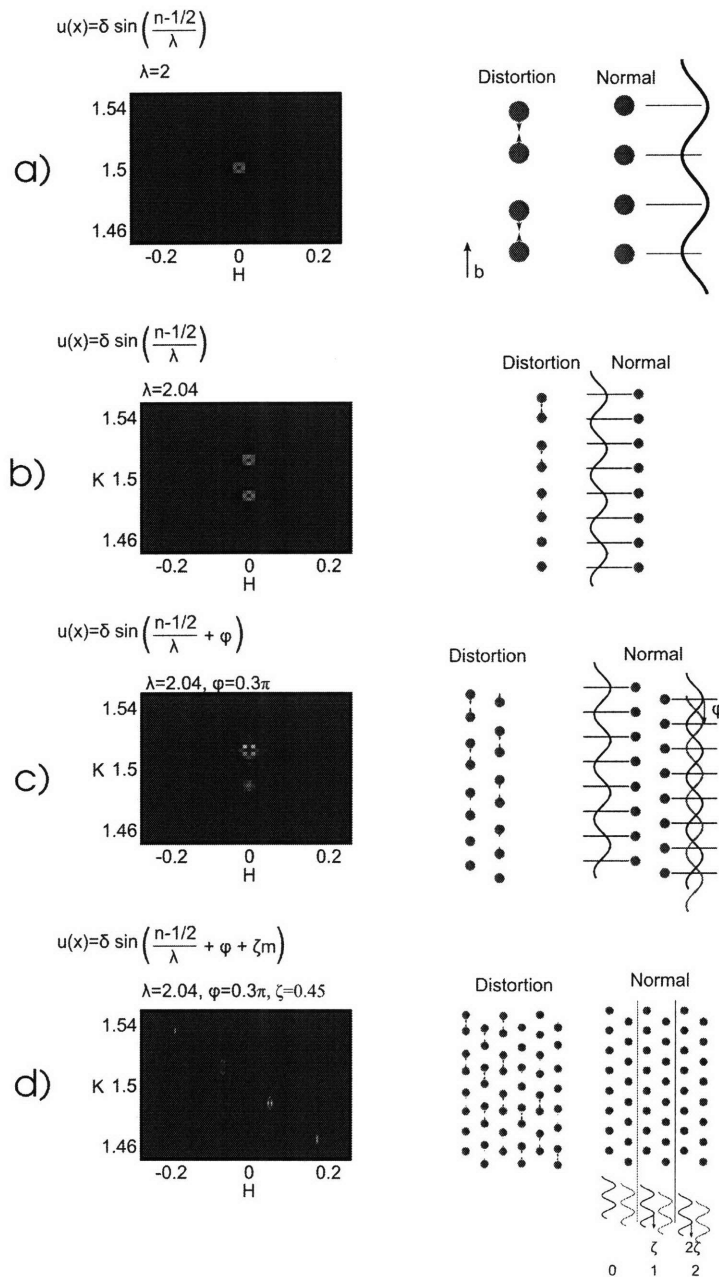 u(x)=δ sin ( n-1/2 / λ )
λ=2
Distortion Normal
a)
1.54
1.5
1.46
-0.2 0 0.2
H
b
u(x)=δ sin ( n-1/2 / λ )
λ=2.04
Distortion Normal
b)
1.54
K 1.5
1.46
-0.2 0 0.2
H
u(x)=δ sin ( n-1/2 / λ + φ )
λ=2.04, φ=0.3π
Distortion Normal
c)
1.54
K 1.5
1.46
-0.2 0 0.2
H
φ
u(x)=δ sin ( n-1/2 / λ + φ + ζm )
λ=2.04, φ=0.3π, ζ=0.45
Distortion Normal
d)
1.54
K 1.5
1.46
-0.2 0 0.2
H
ζ 2ζ
0 1 2